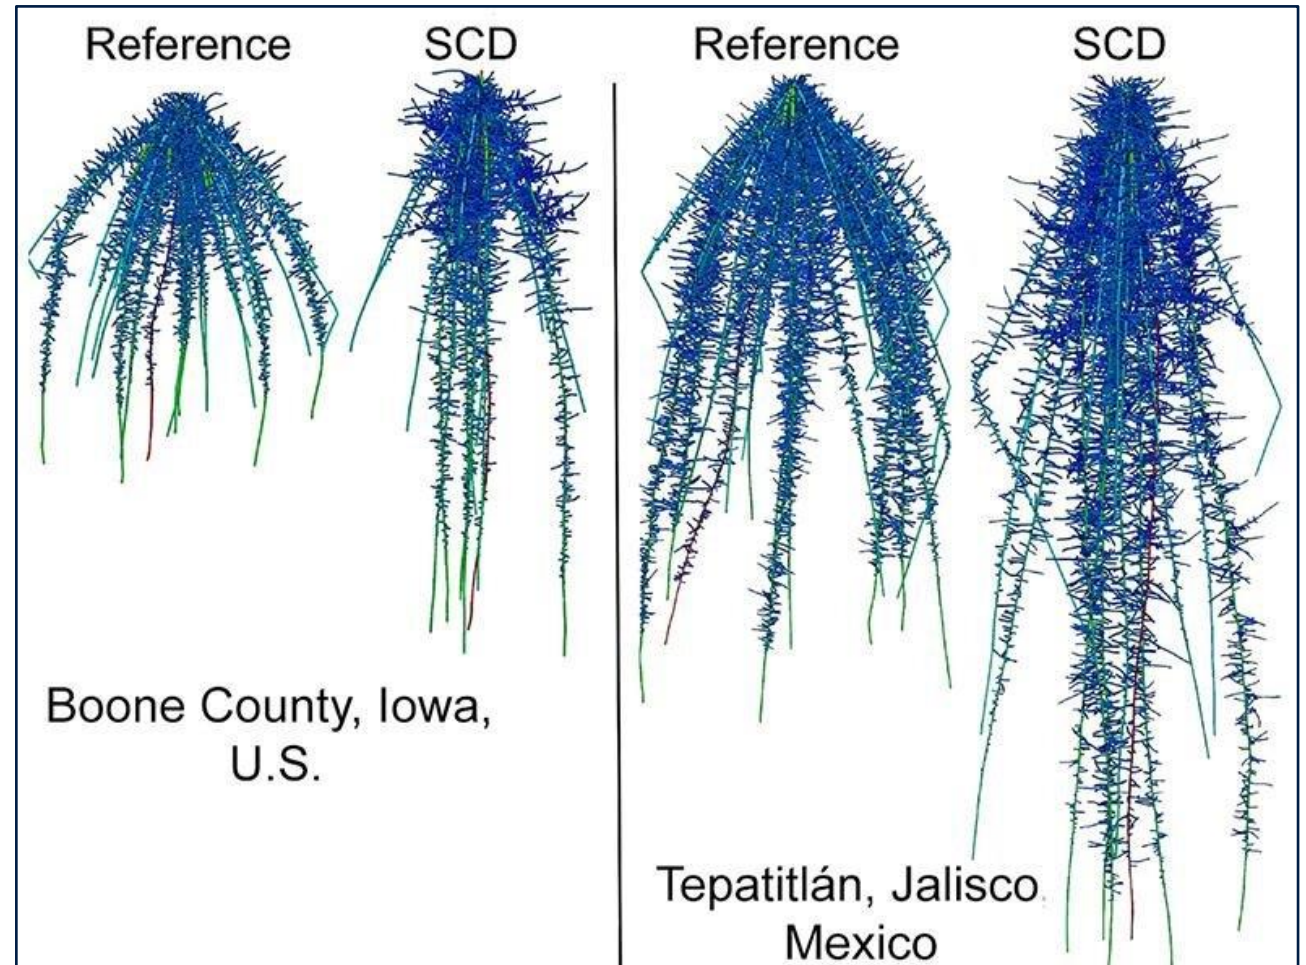 Reference
SCD
Reference
SCD
Boone County, Iowa,
U.S.
Tepatitlán, Jalisco
Mexico